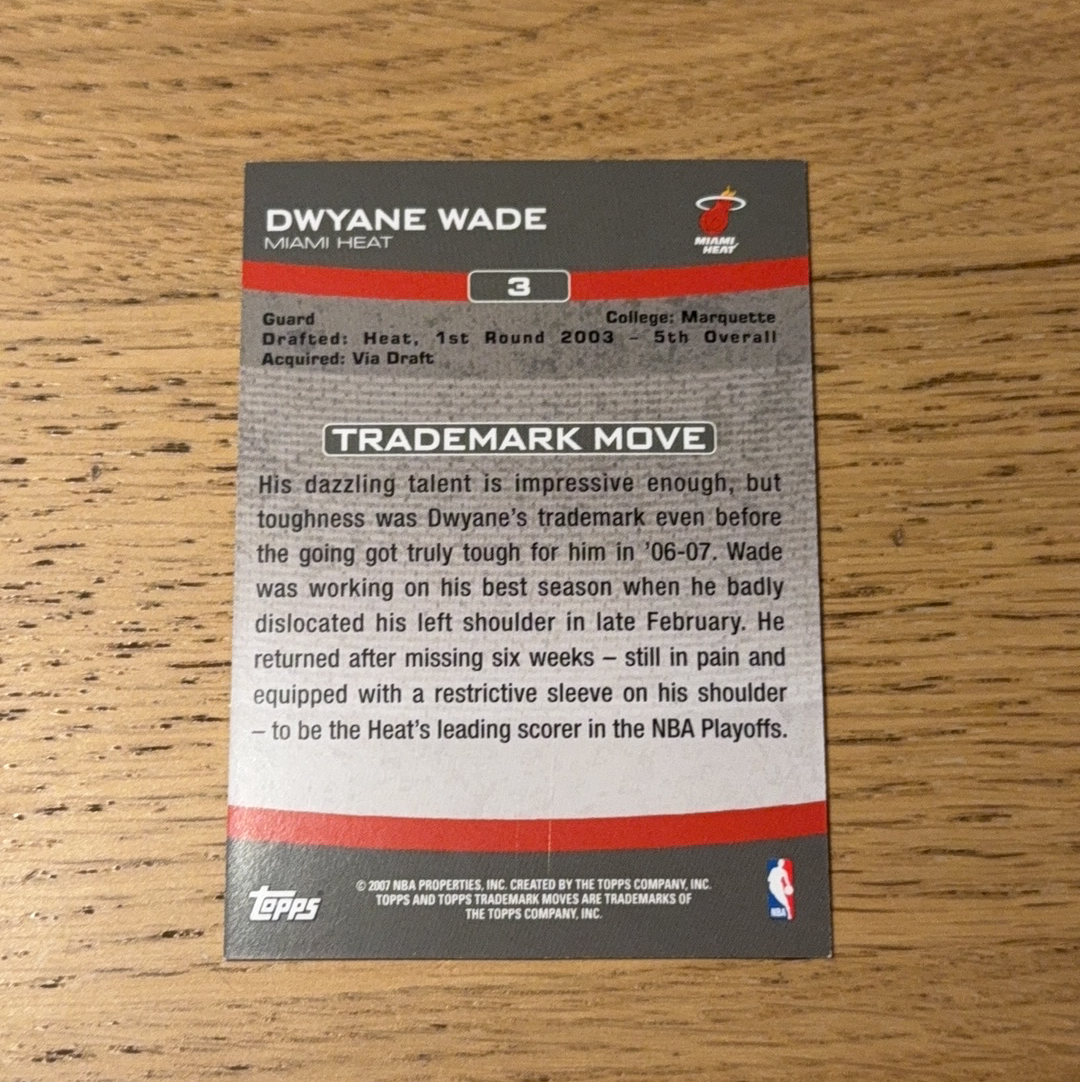 DWYANE WADE
MIAMI HEAT
MIAMI
HEAT
3
Guard College: Marquette
Drafted: Heat, 1st Round 2003 – 5th Overall
Acquired: Via Draft
TRADEMARK MOVE
His dazzling talent is impressive enough, but
toughness was Dwyane's trademark even before
the going got truly tough for him in '06-07. Wade
was working on his best season when he badly
dislocated his left shoulder in late February. He
returned after missing six weeks – still in pain and
equipped with a restrictive sleeve on his shoulder
– to be the Heat's leading scorer in the NBA Playoffs.
Topps
© 2007 NBA PROPERTIES, INC. CREATED BY THE TOPPS COMPANY, INC.
TOPPS AND TOPPS TRADEMARK MOVES ARE TRADEMARKS OF
THE TOPPS COMPANY, INC.
NBA